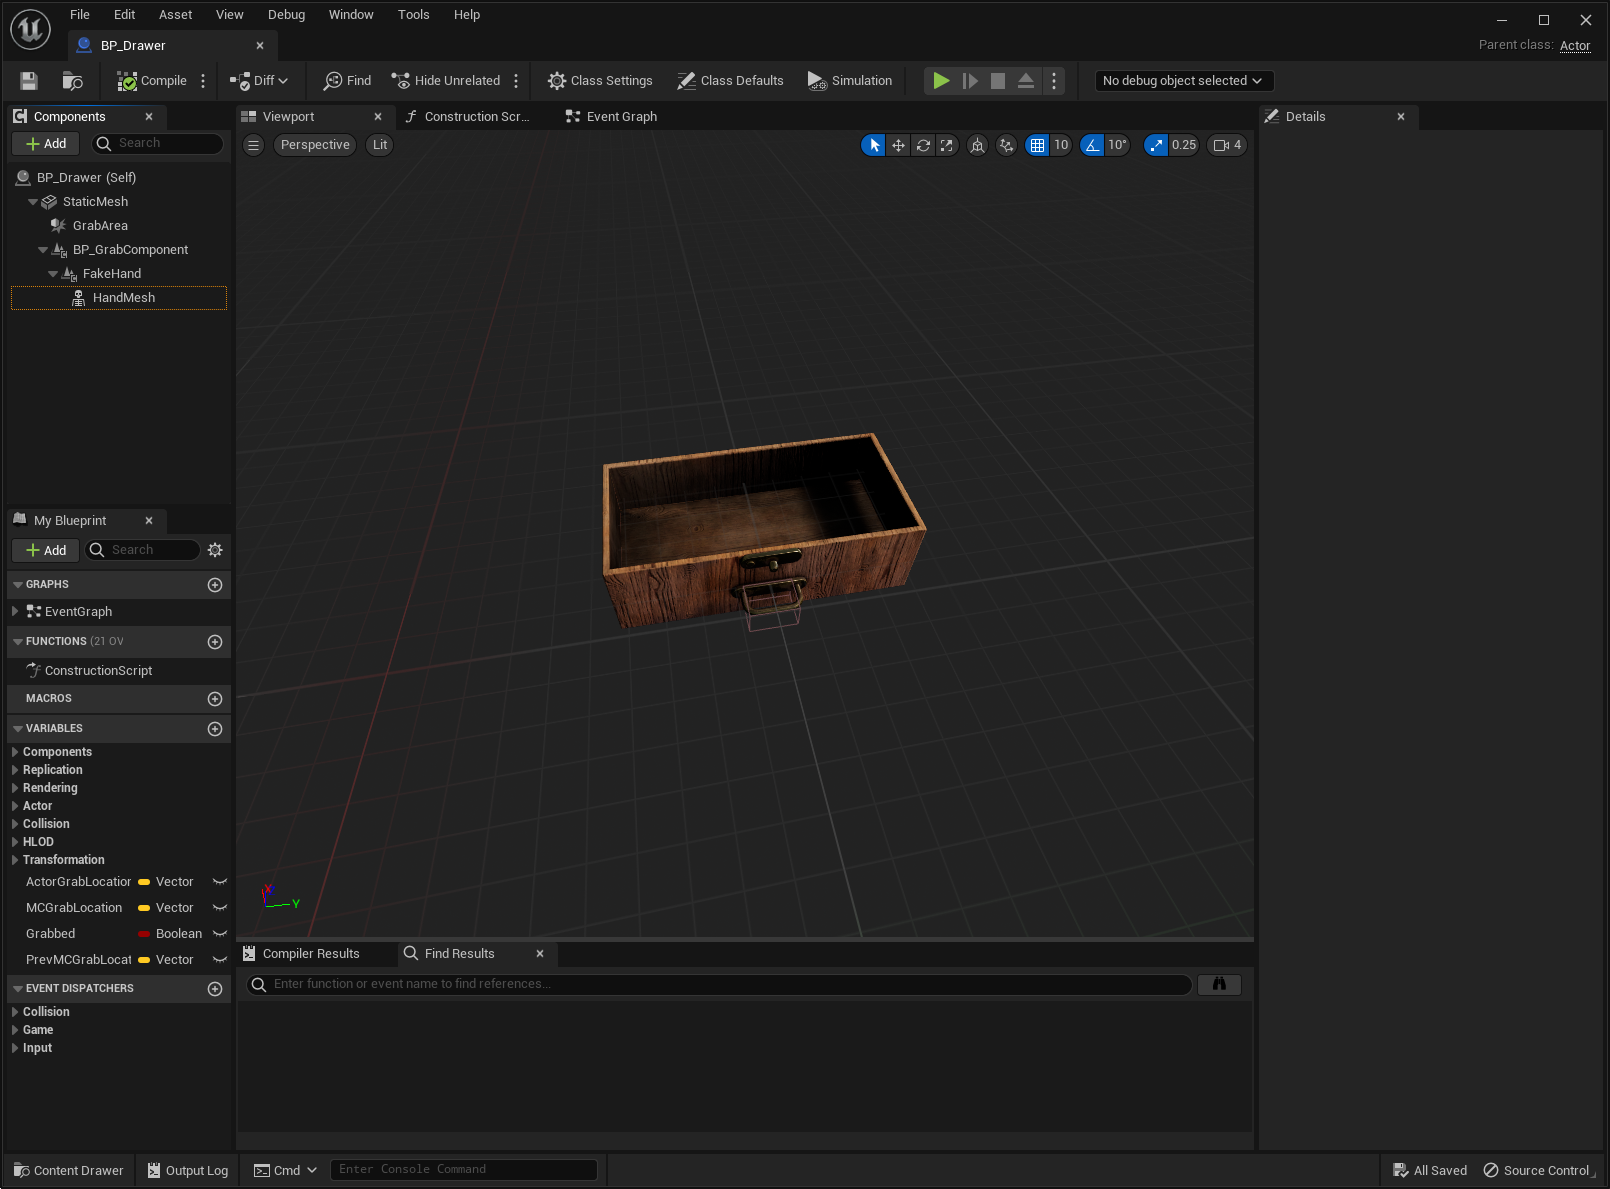 File Edit Asset View Debug Window Tools Help
BP_Drawer
Parent class: Actor
Compile Diff Find Hide Unrelated Class Settings Class Defaults Simulation No debug object selected
Components
Viewport Construction Scr... Event Graph
Details
Add Search
Perspective Lit 10 10° 0.25 4
BP_Drawer (Self)
StaticMesh
GrabArea
BP_GrabComponent
FakeHand
HandMesh
My Blueprint
Add Search
GRAPHS
EventGraph
FUNCTIONS (21 OV
ConstructionScript
MACROS
VARIABLES
Components
Replication
Rendering
Actor
Collision
HLOD
Transformation
ActorGrabLocation Vector
MCGrabLocation Vector
Grabbed Boolean
PrevMCGrabLocat Vector
EVENT DISPATCHERS
Collision
Game
Input
X
Y
Compiler Results Find Results
Enter function or event name to find references...
Content Drawer Output Log Cmd Enter Console Command All Saved Source Control